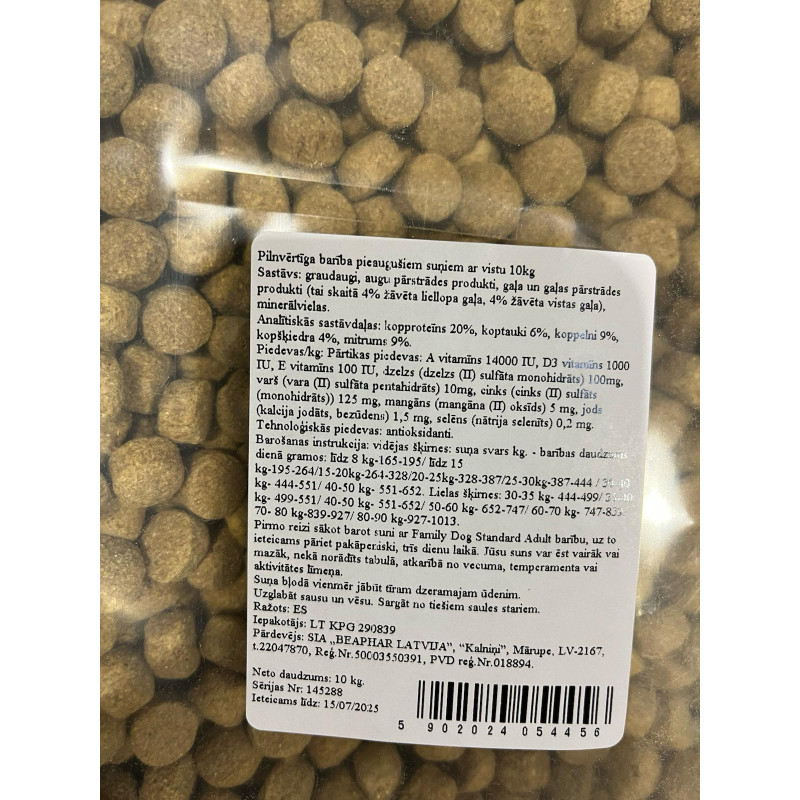 Pilnvērtīga barība pieaugušiem suņiem ar vistu 10kg
Sastāvs: graudaugi, augu pārstrādes produkti, gaļa un gaļas pārstrādes
produkti (tai skaitā 4% žāvēta liellopa gaļa, 4% žāvēta vistas gaļa),
minerālvielas.
Analītiskās sastāvdaļas: kopproteīns 20%, koptauki 6%, koppelni 9%,
kopšķiedra 4%, mitrums 9%.
Piedevas/kg: Pārtikas piedevas: A vitamīns 14000 IU, D3 vitamīns 1000
IU, E vitamīns 100 IU, dzelzs (dzelzs (II) sulfāta monohidrāts) 100mg,
varš (vara (II) sulfāta pentahidrāts) 10mg, cinks (cinks (II) sulfāts
(monohidrāts)) 125 mg, mangāns (mangāna (II) oksīds) 5 mg, jods
(kalcija jodāts, bezūdens) 1,5 mg, selēns (nātrija selenīts) 0,2 mg.
Tehnoloģiskās piedevas: antioksidanti.
Barošanas instrukcija: vidējas šķirnes: suņa svars kg. - barības daudzums
dienā gramos: līdz 8 kg-165-195/ līdz 15
kg-195-264/15-20kg-264-328/20-25kg-328-387/25-30kg-387-444 /
kg- 444-551/ 40-50 kg- 551-652. Lielas šķirnes: 30-35 kg- 444-499/
kg- 499-551/ 40-50 kg- 551-652/ 50-60 kg- 652-747/ 60-70 kg- 747-839
70- 80 kg-839-927/ 80-90 kg-927-1013.
Pirmo reizi sākot barot suni ar Family Dog Standard Adult barību, uz to
ieteicams pāriet pakāpeniski, trīs dienu laikā. Jūsu suns var ēst vairāk vai
mazāk, nekā norādīts tabulā, atkarībā no vecuma, temperamenta vai
aktivitātes līmeņa.
Suņa bļodā vienmēr jābūt tīram dzeramajam ūdenim.
Uzglabāt sausu un vēsu. Sargāt no tiešiem saules stariem.
Ražots: ES
Iepakotājs: LT KPG 290839
Pārdevējs: SIA „BEAPHAR LATVIJA”, “Kalniņi”, Mārupe, LV-2167,
t.22047870, Reģ.Nr.50003550391, PVD reģ.Nr.018894.
Neto daudzums: 10 kg.
Sērijas Nr: 145288
Ieteicams līdz: 15/07/2025
5 902024 054456